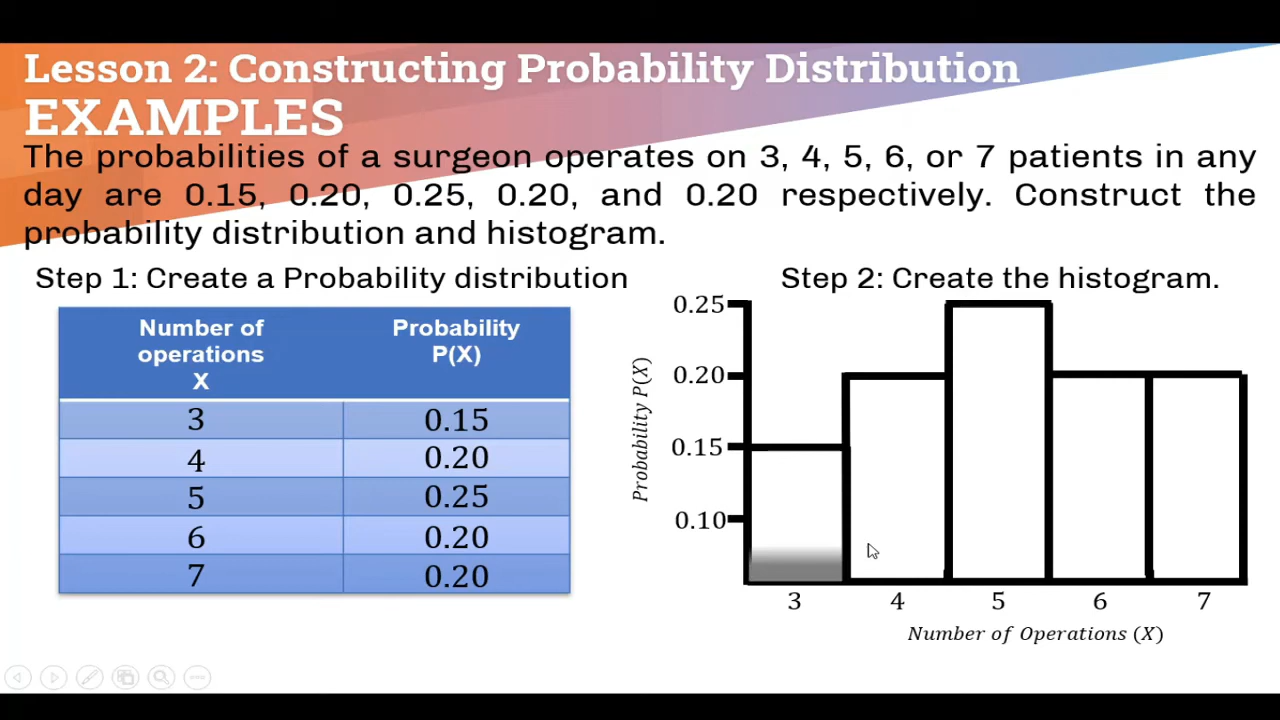 Lesson 2: Constructing Probability Distribution
EXAMPLES
The probabilities of a surgeon operates on 3, 4, 5, 6, or 7 patients in any
day are 0.15, 0.20, 0.25, 0.20, and 0.20 respectively. Construct the
probability distribution and histogram.
Step 1: Create a Probability distribution
Number of
operations
X
Probability
P(X)
3 0.15
4 0.20
5 0.25
6 0.20
7 0.20
Step 2: Create the histogram.
Probability P(X)
0.25
0.20
0.15
0.10
3 4 5 6 7
Number of Operations (X)